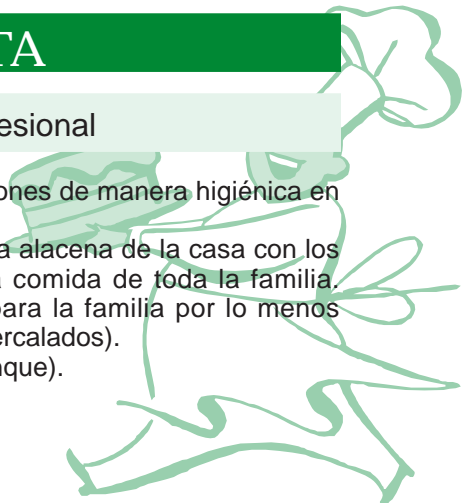 TA
esional
iones de manera higiénica en
a alacena de la casa con los
a comida de toda la familia.
para la familia por lo menos
ercalados).
nque).